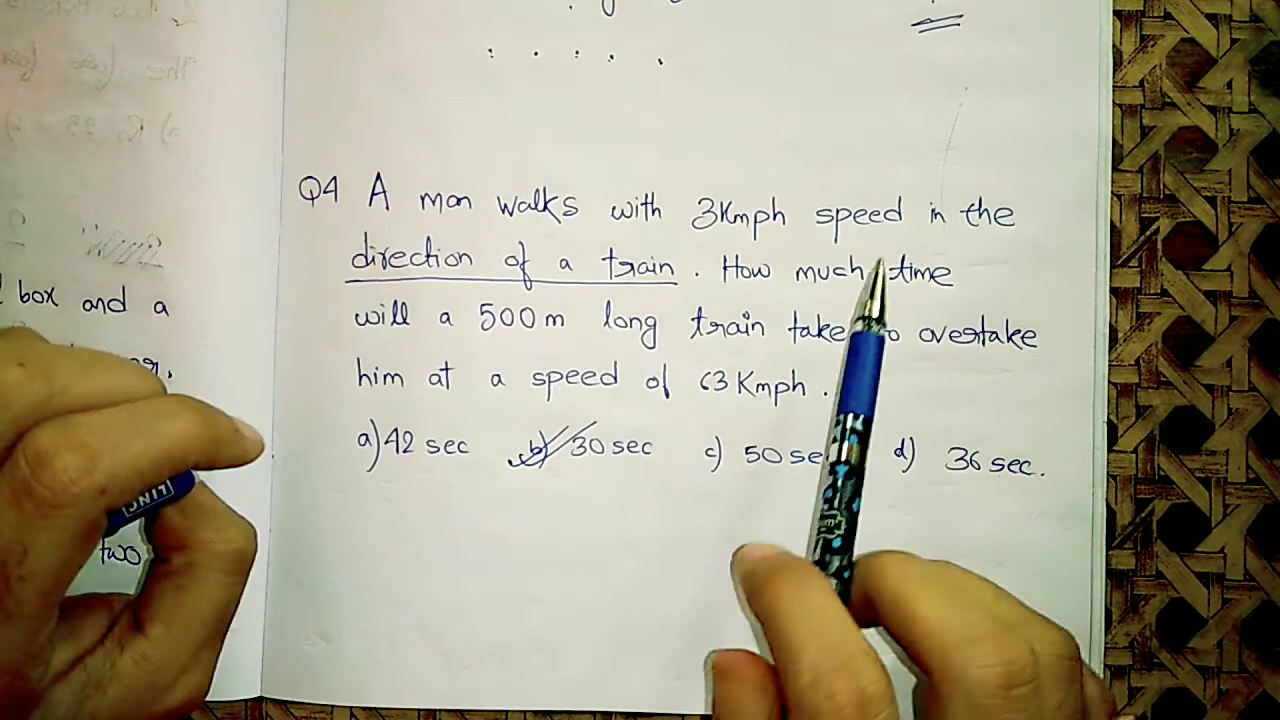 box and a
two
LINC
Q4 A man walks with 3Kmph speed in the
direction of a train. How much time
will a 500m long train take to overtake
him at a speed of 63 Kmph.
a) 42 sec b) 30 sec c) 50 sec d) 36 sec.